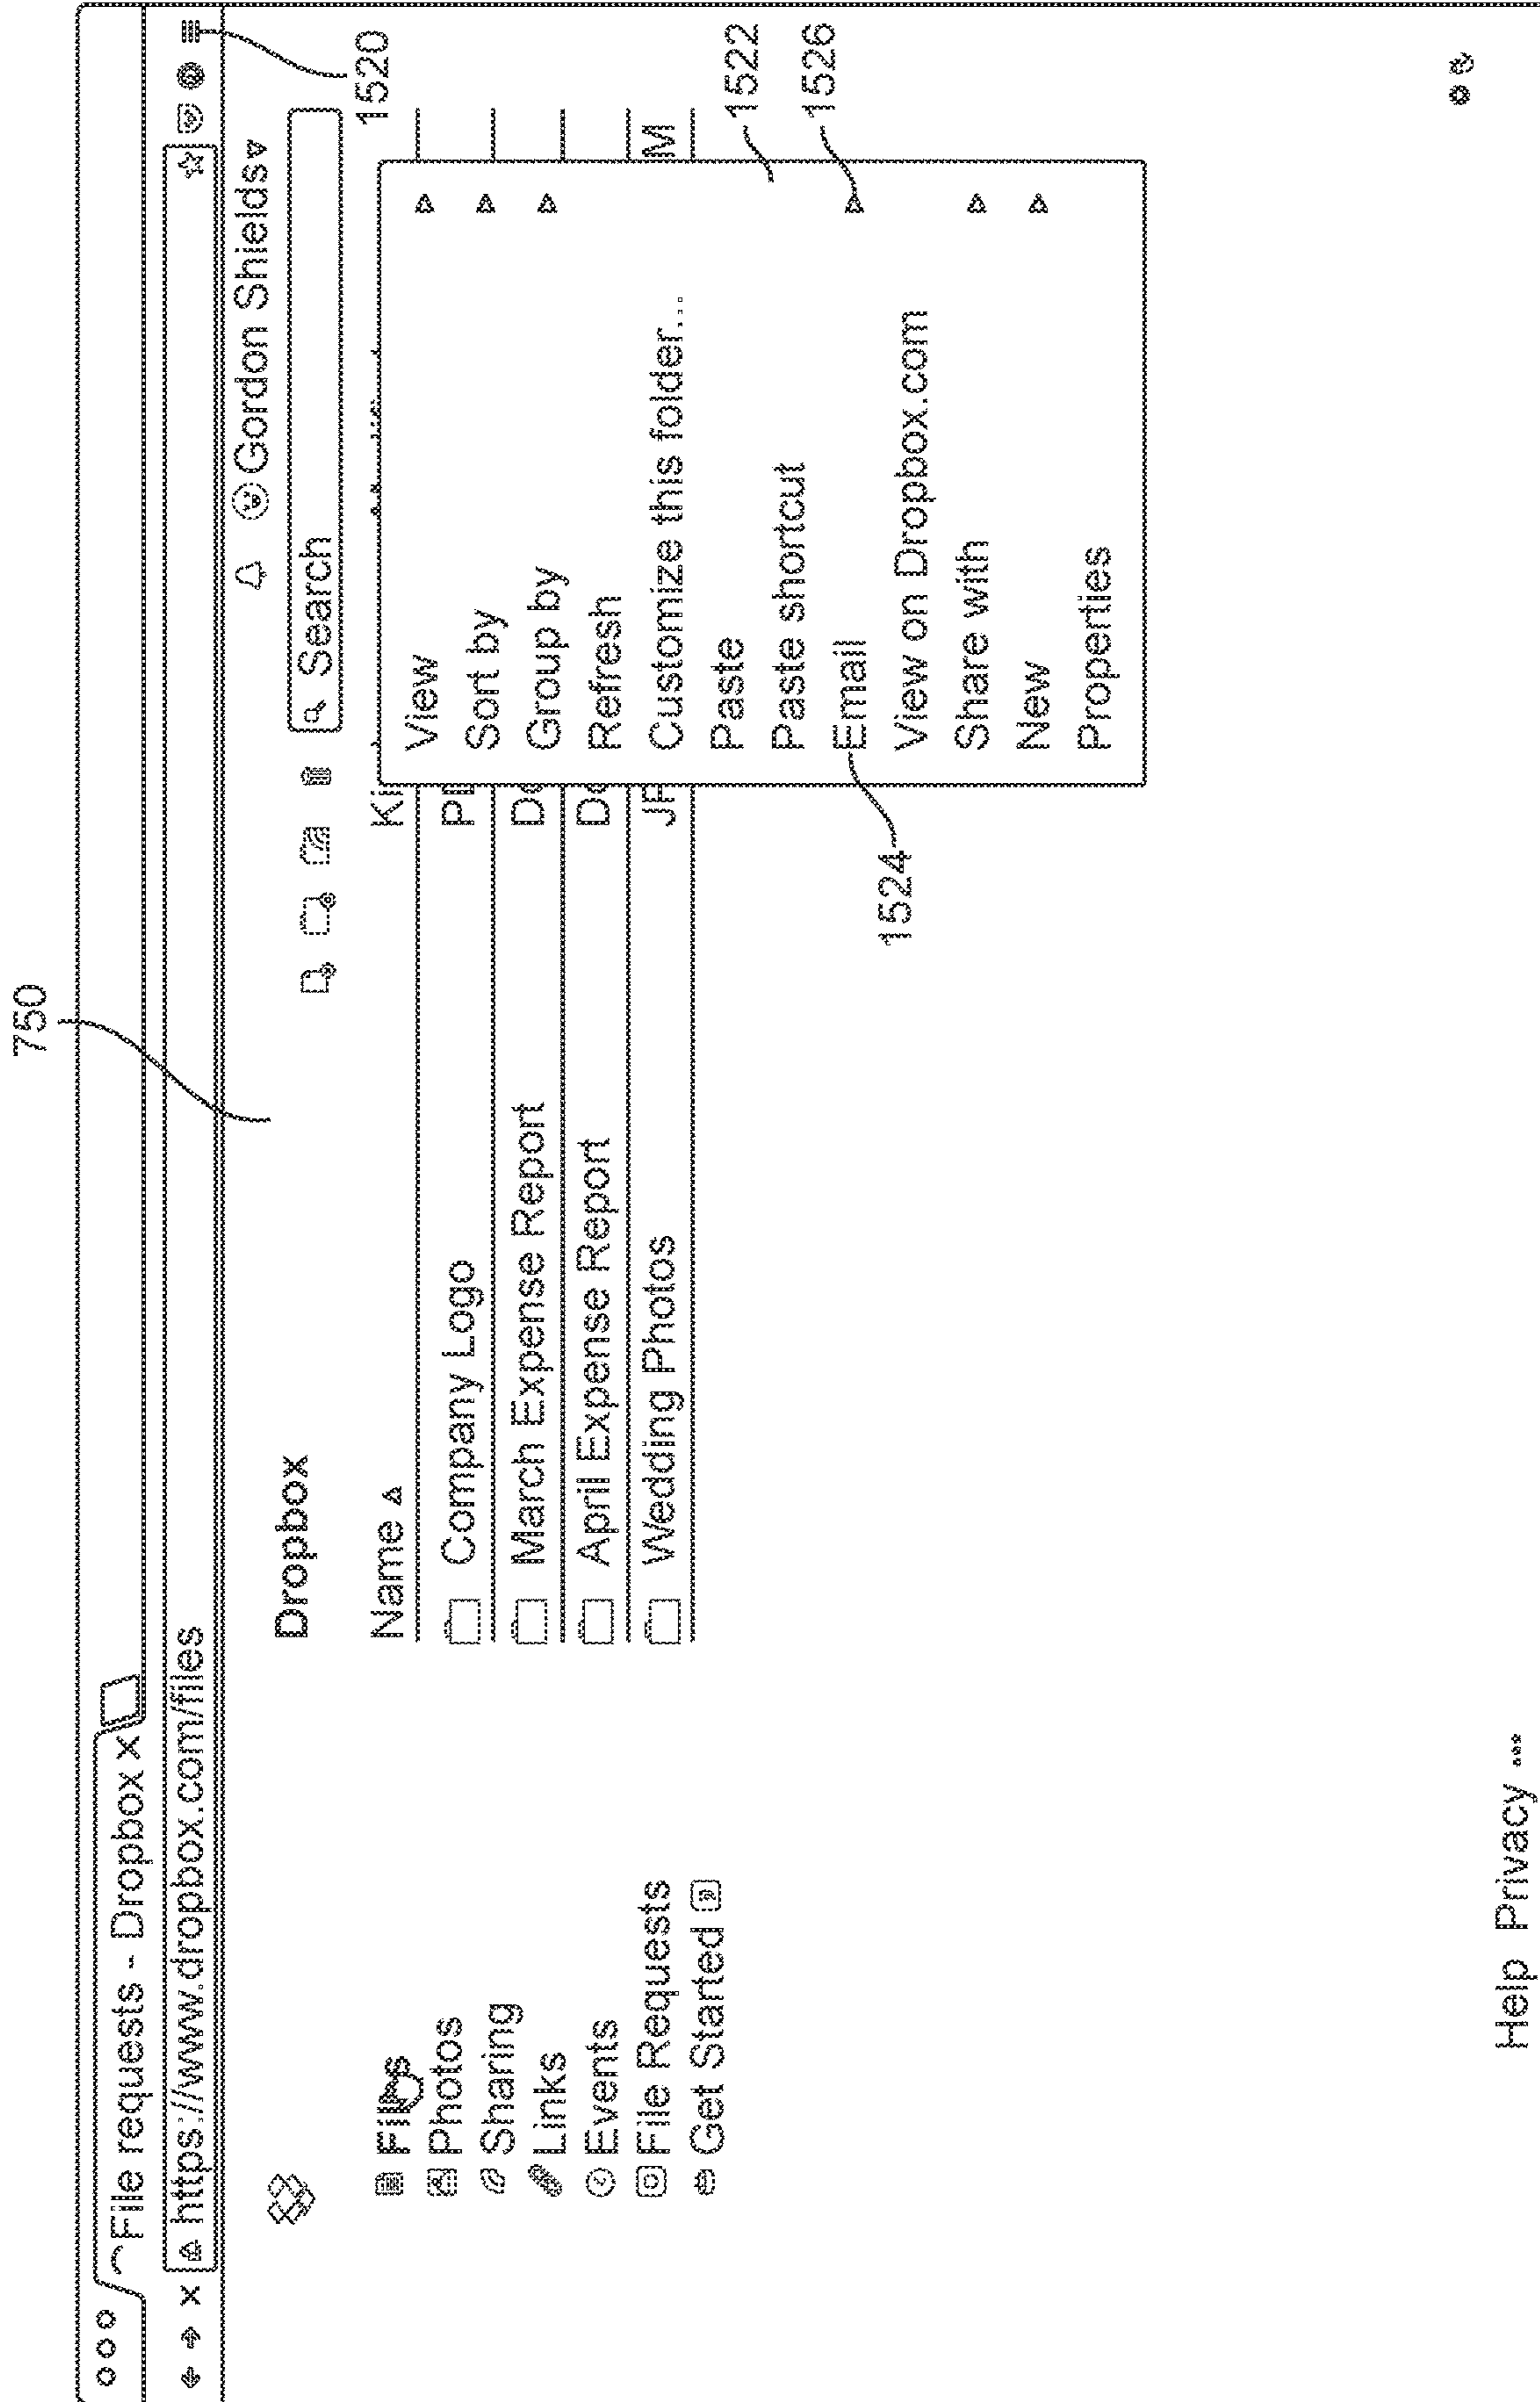 750
File requests - Dropbox x
https://www.dropbox.com/files
1520
Gordon Shields
Dropbox
Search
Files
Photos
Sharing
Links
Events
File Requests
Get Started
Name
Ki
Company Logo
March Expense Report
April Expense Report
Wedding Photos
JP
M
View
Sort by
Group by
Refresh
Customize this folder...
Paste
Paste shortcut
Email
View on Dropbox.com
Share with
New
Properties
1522
1526
1524
Help Privacy ...